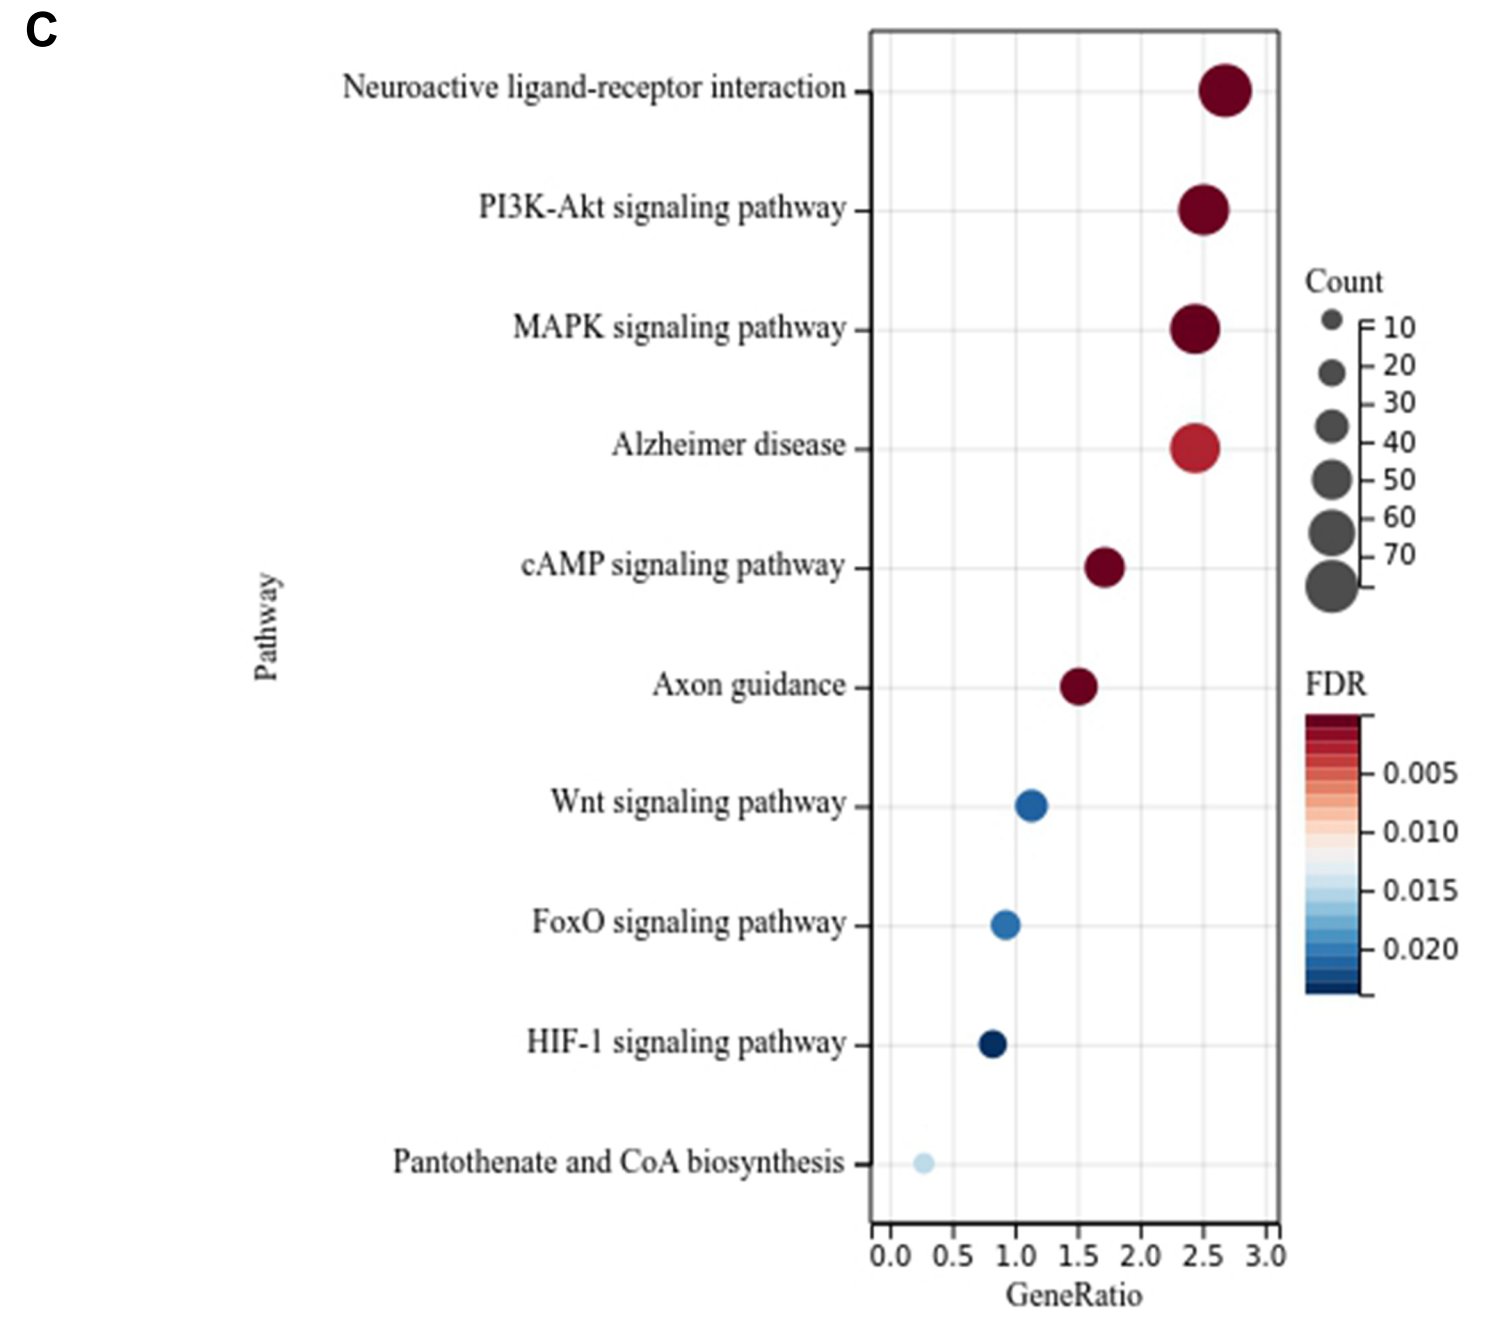 C
Neuroactive ligand-receptor interaction
PI3K-Akt signaling pathway
MAPK signaling pathway
Alzheimer disease
cAMP signaling pathway
Axon guidance
Wnt signaling pathway
FoxO signaling pathway
HIF-1 signaling pathway
Pantothenate and CoA biosynthesis
Pathway
0.0 0.5 1.0 1.5 2.0 2.5 3.0
GeneRatio
Count
10
20
30
40
50
60
70
FDR
0.005
0.010
0.015
0.020